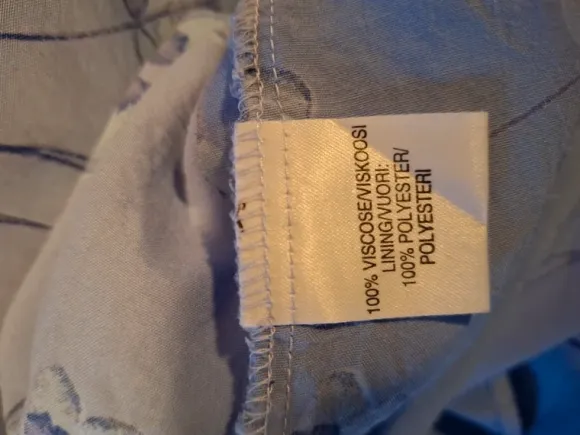 100% VISCOSE/VISKOOSI
LINING/VUORI:
100% POLYESTER/
POLYESTERI